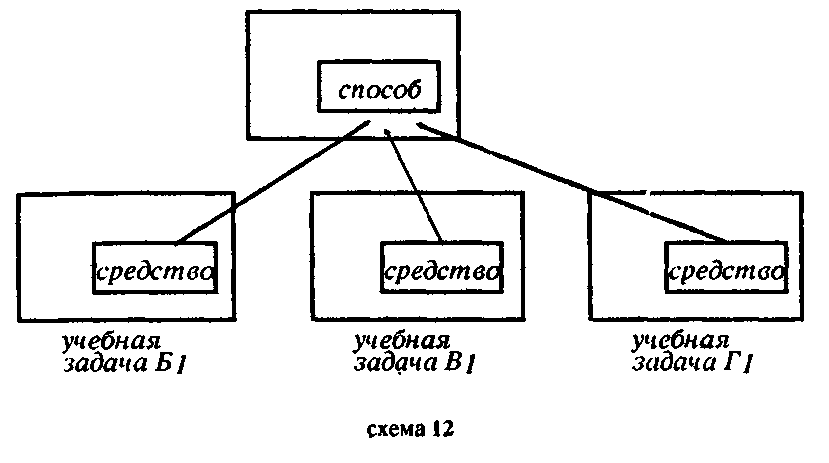 способ
средство
средство
средство
учебная
задача Б1
учебная
задача В1
учебная
задача Г1
схема 12